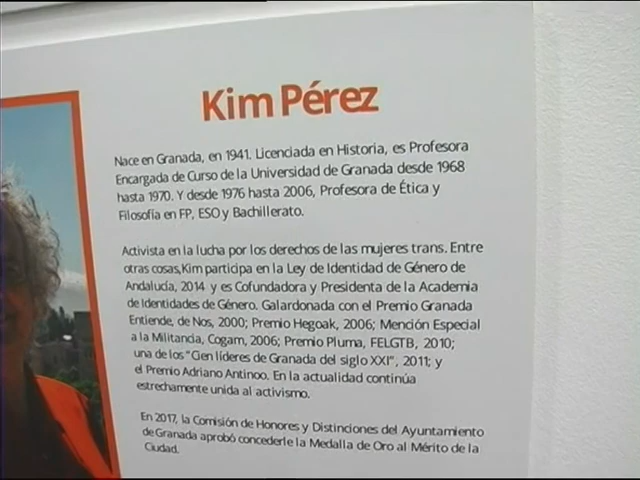 Kim Pérez
Nace en Granada, en 1941. Licenciada en Historia, es Profesora
Encargada de Curso de la Universidad de Granada desde 1968
hasta 1970. Y desde 1976 hasta 2006, Profesora de Ética y
Filosofía en FP, ESO y Bachillerato.
Activista en la lucha por los derechos de las mujeres trans. Entre
otras cosas,Kim participa en la Ley de Identidad de Género de
Andalucía, 2014 y es Cofundadora y Presidenta de la Academia
de Identidades de Género. Galardonada con el Premio Granada
Entiende, de Nos, 2000; Premio Hegoak, 2006; Mención Especial
a la Militancia, Cogam, 2006; Premio Pluma, FELGTB, 2010;
una de los "Cien líderes de Granada del siglo XXI", 2011; y
el Premio Adriano Antinoo. En la actualidad continúa
estrechamente unida al activismo.
En 2017, la Comisión de Honores y Distinciones del Ayuntamiento
de Granada aprobó concederle la Medalla de Oro al Mérito de la
Ciudad.